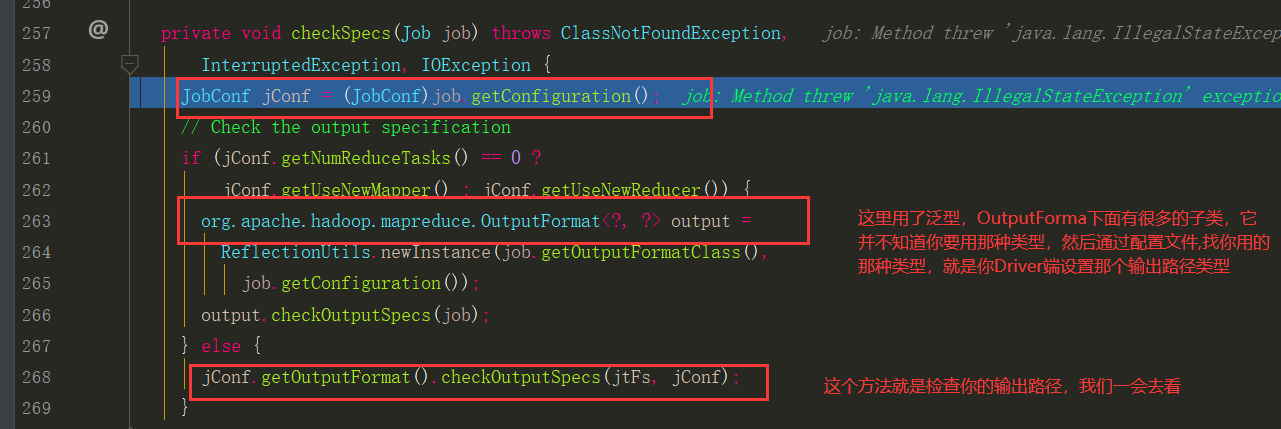 256
257 @ private void checkSpecs(Job job) throws ClassNotFoundException,   job: Method threw 'java.lang.IllegalStateExcep
258 InterruptedException, IOException {
259 JobConf jConf = (JobConf)job.getConfiguration();   job: Method threw 'java.lang.IllegalStateException' exceptio
260 // Check the output specification
261 if (jConf.getNumReduceTasks() == 0 ?
262 jConf.getUseNewMapper() : jConf.getUseNewReducer()) {
263 org.apache.hadoop.mapreduce.OutputFormat<?, ?> output =
264 ReflectionUtils.newInstance(job.getOutputFormatClass(),
265 job.getConfiguration());
266 output.checkOutputSpecs(job);
267 } else {
268 jConf.getOutputFormat().checkOutputSpecs(jtFs, jConf);
269 }
这里用了泛型，OutputForma下面有很多的子类，它
并不知道你要用那种类型，然后通过配置文件,找你用的
那种类型，就是你Driver端设置那个输出路径类型
这个方法就是检查你的输出路径，我们一会去看